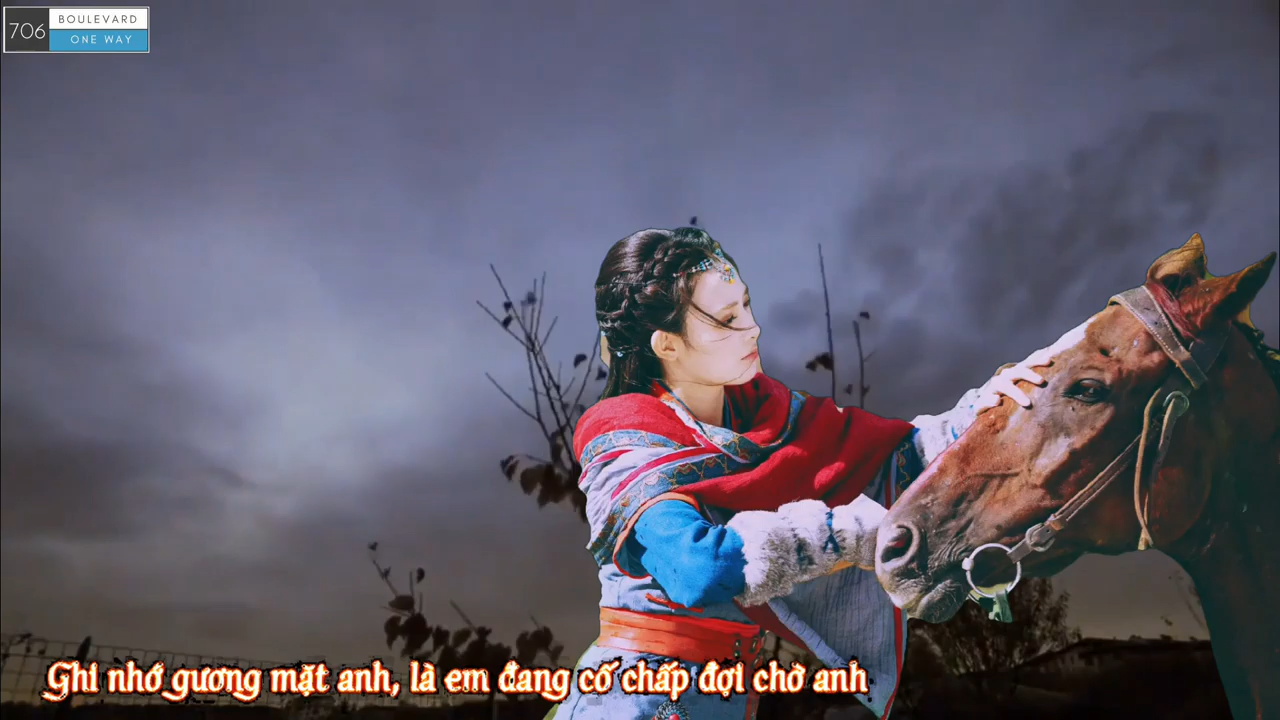 706
BOULEVARD
ONE WAY
Ghi nhớ gương mặt anh, là em đang cố chấp đợi chờ anh